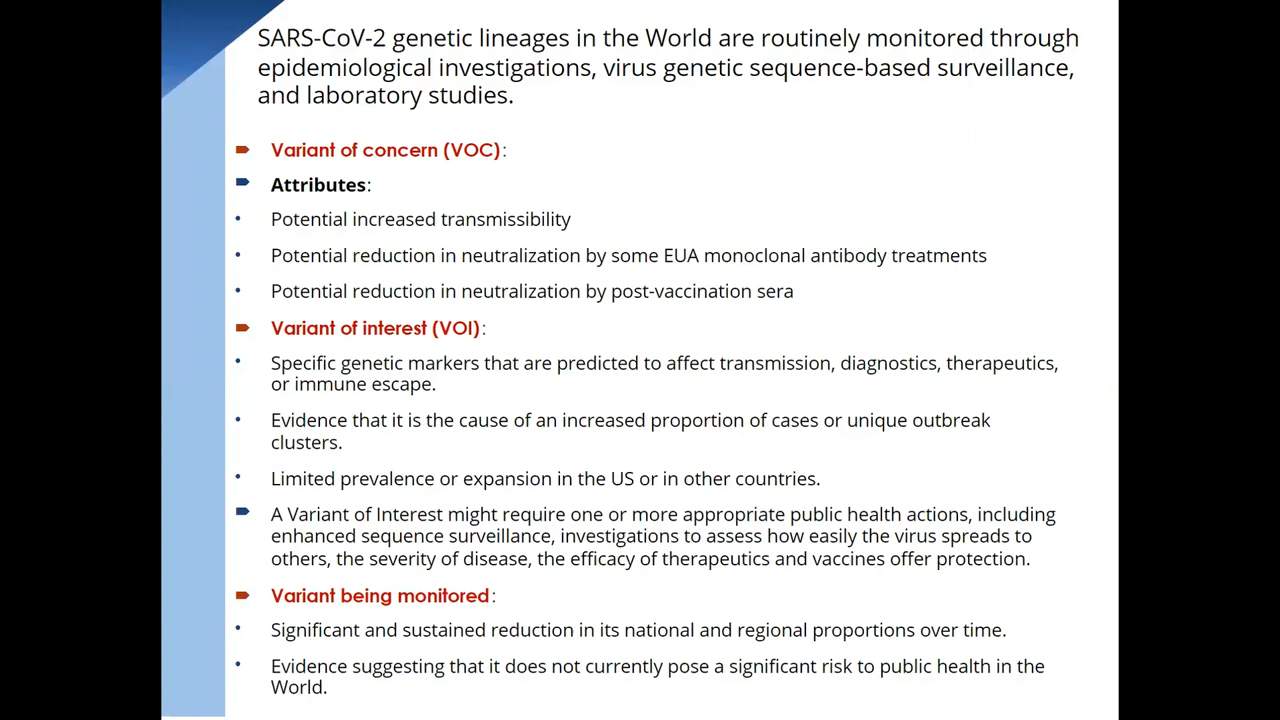 SARS-CoV-2 genetic lineages in the World are routinely monitored through
epidemiological investigations, virus genetic sequence-based surveillance,
and laboratory studies.
Variant of concern (VOC):
Attributes:
• Potential increased transmissibility
• Potential reduction in neutralization by some EUA monoclonal antibody treatments
• Potential reduction in neutralization by post-vaccination sera
Variant of interest (VOI):
• Specific genetic markers that are predicted to affect transmission, diagnostics, therapeutics,
or immune escape.
• Evidence that it is the cause of an increased proportion of cases or unique outbreak
clusters.
• Limited prevalence or expansion in the US or in other countries.
A Variant of Interest might require one or more appropriate public health actions, including
enhanced sequence surveillance, investigations to assess how easily the virus spreads to
others, the severity of disease, the efficacy of therapeutics and vaccines offer protection.
Variant being monitored:
• Significant and sustained reduction in its national and regional proportions over time.
• Evidence suggesting that it does not currently pose a significant risk to public health in the
World.